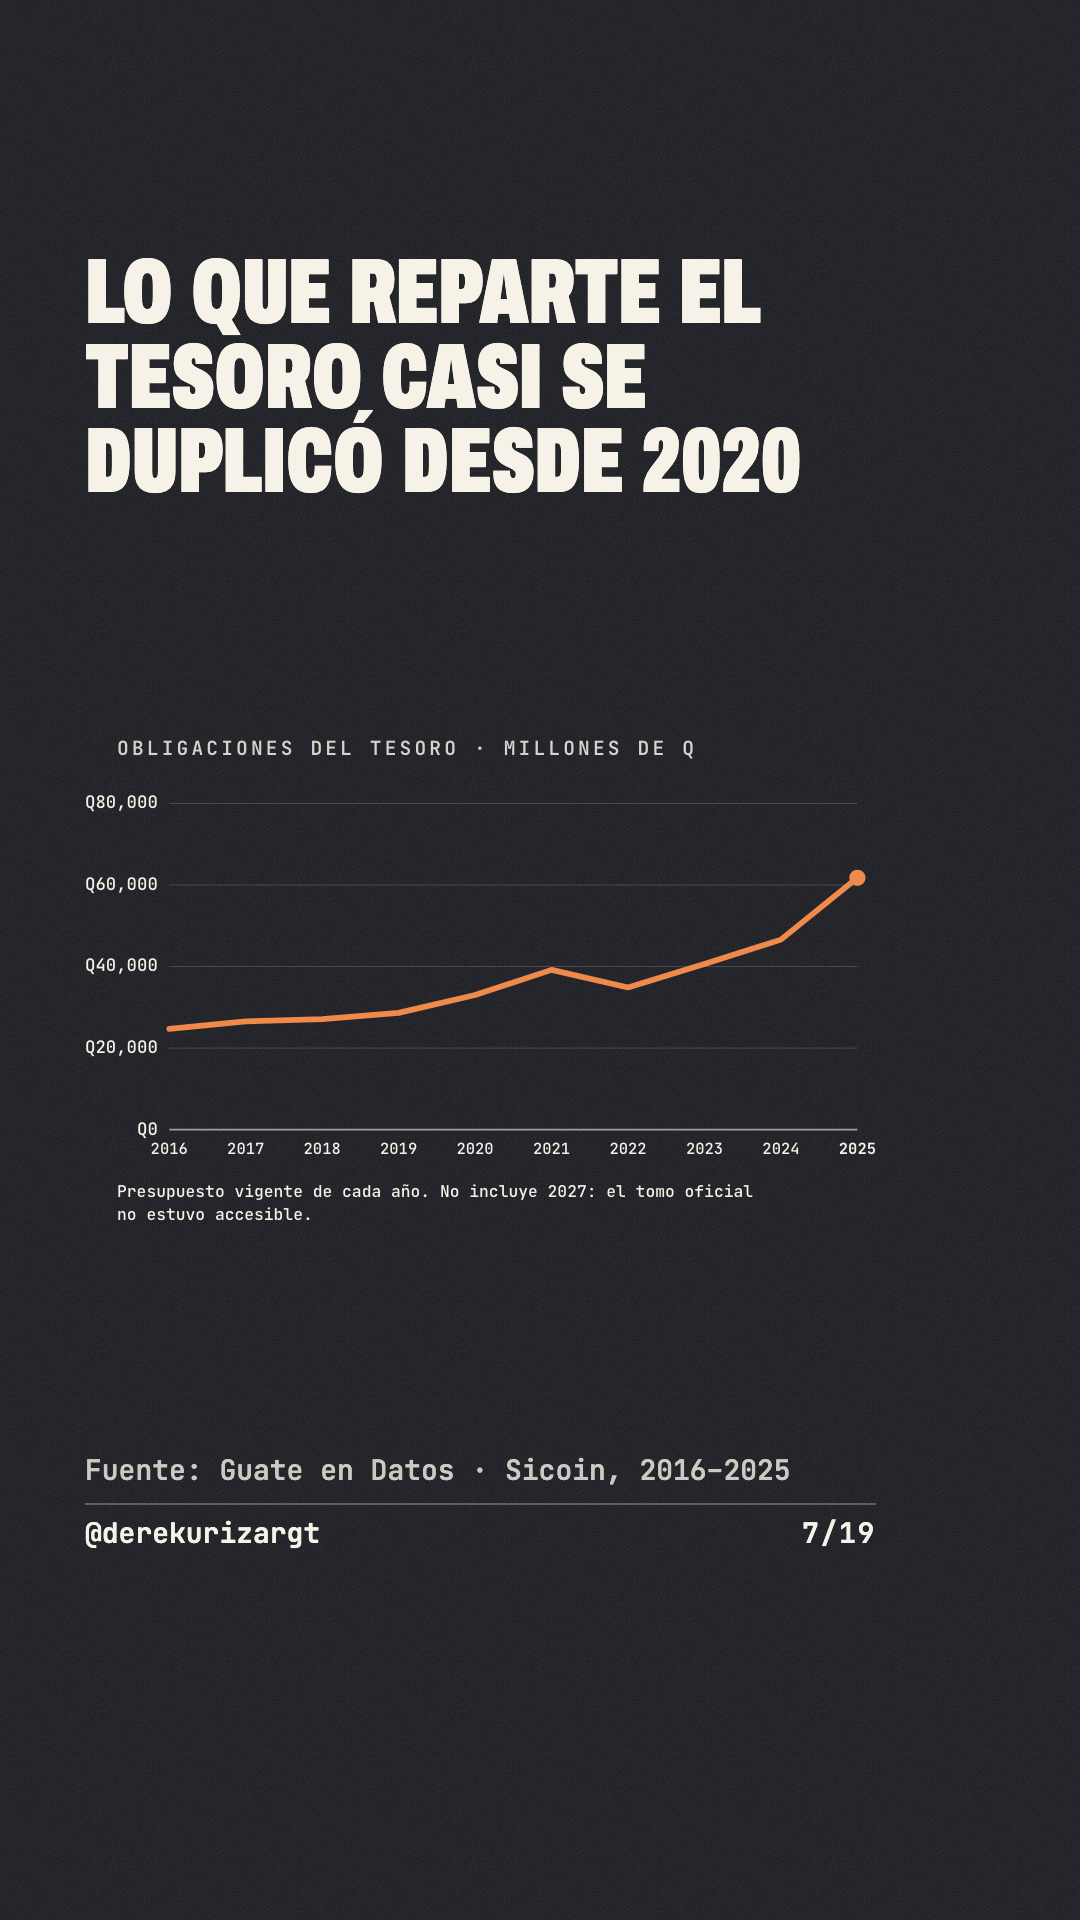 LO QUE REPARTE EL
TESORO CASI SE
DUPLICÓ DESDE 2020
OBLIGACIONES DEL TESORO · MILLONES DE Q
Q80,000
Q60,000
Q40,000
Q20,000
Q0
2016 2017 2018 2019 2020 2021 2022 2023 2024 2025
Presupuesto vigente de cada año. No incluye 2027: el tomo oficial
no estuvo accesible.
Fuente: Guate en Datos · Sicoin, 2016–2025
@derekurizargt 7/19